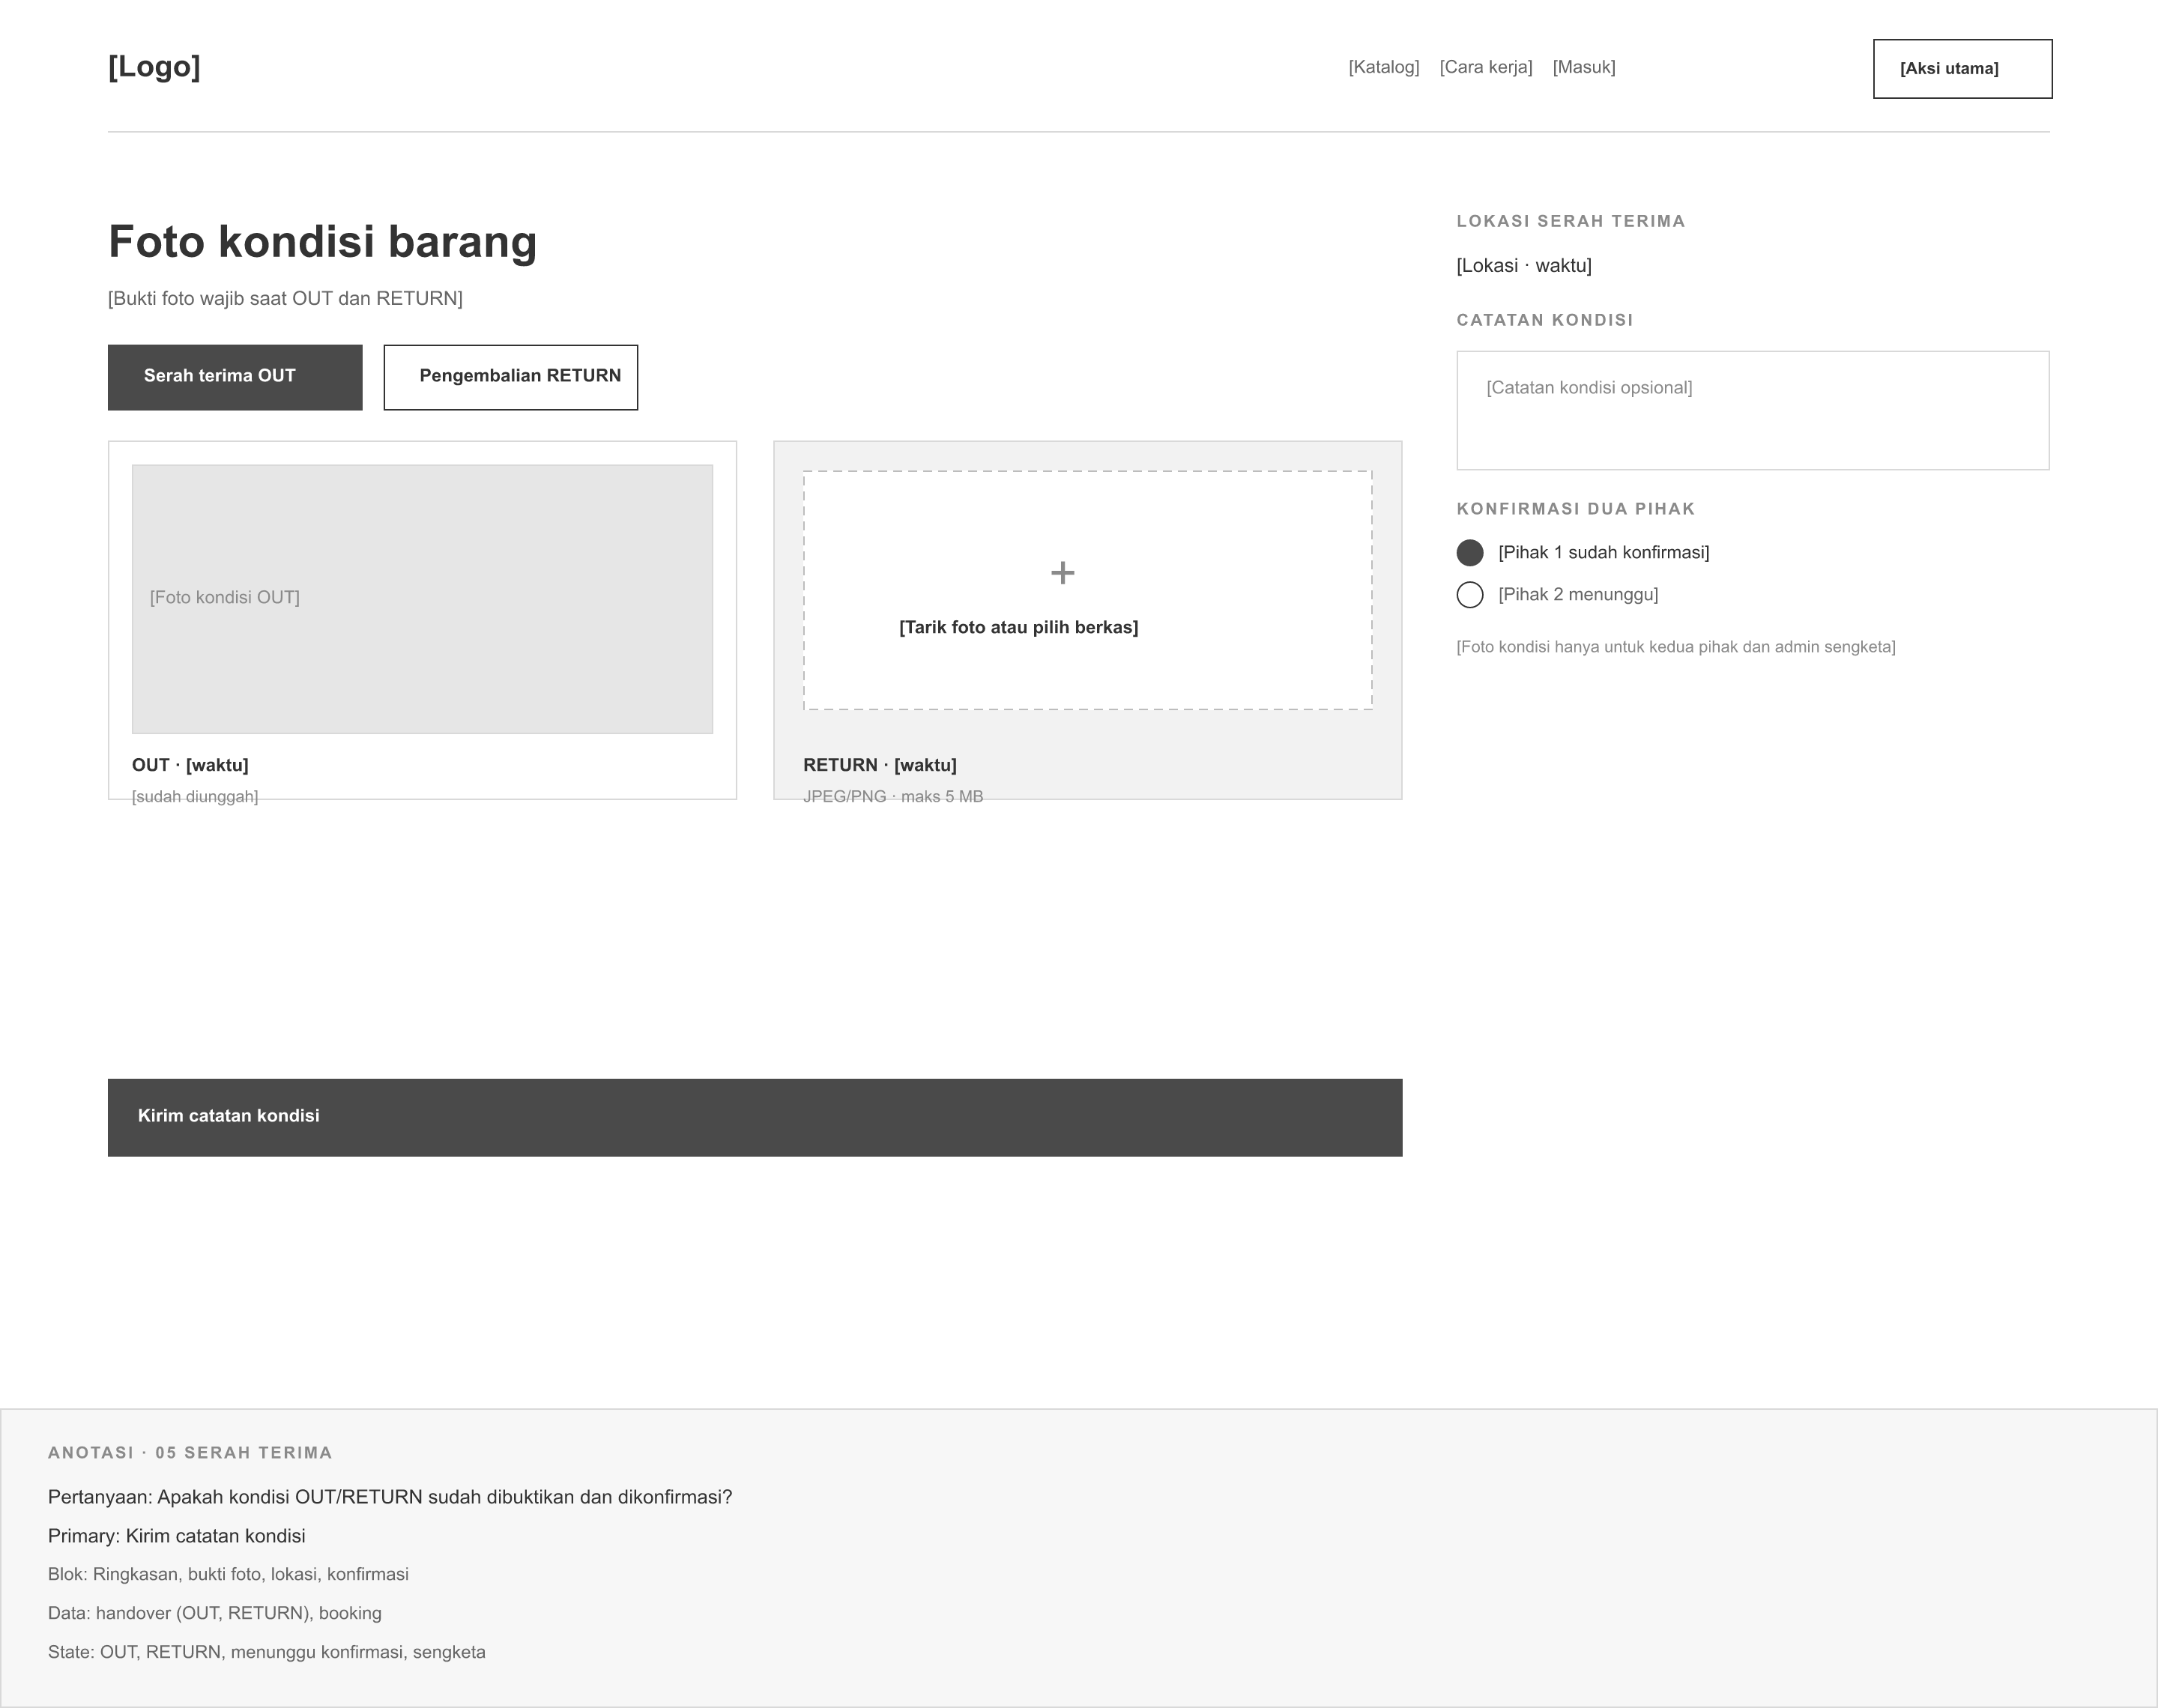 [Logo]
[Katalog] [Cara kerja] [Masuk]
[Aksi utama]
Foto kondisi barang
[Bukti foto wajib saat OUT dan RETURN]
Serah terima OUT
Pengembalian RETURN
[Foto kondisi OUT]
OUT · [waktu]
[sudah diunggah]
+
[Tarik foto atau pilih berkas]
RETURN · [waktu]
JPEG/PNG · maks 5 MB
LOKASI SERAH TERIMA
[Lokasi · waktu]
CATATAN KONDISI
[Catatan kondisi opsional]
KONFIRMASI DUA PIHAK
[Pihak 1 sudah konfirmasi]
[Pihak 2 menunggu]
[Foto kondisi hanya untuk kedua pihak dan admin sengketa]
Kirim catatan kondisi
ANOTASI · 05 SERAH TERIMA
Pertanyaan: Apakah kondisi OUT/RETURN sudah dibuktikan dan dikonfirmasi?
Primary: Kirim catatan kondisi
Blok: Ringkasan, bukti foto, lokasi, konfirmasi
Data: handover (OUT, RETURN), booking
State: OUT, RETURN, menunggu konfirmasi, sengketa